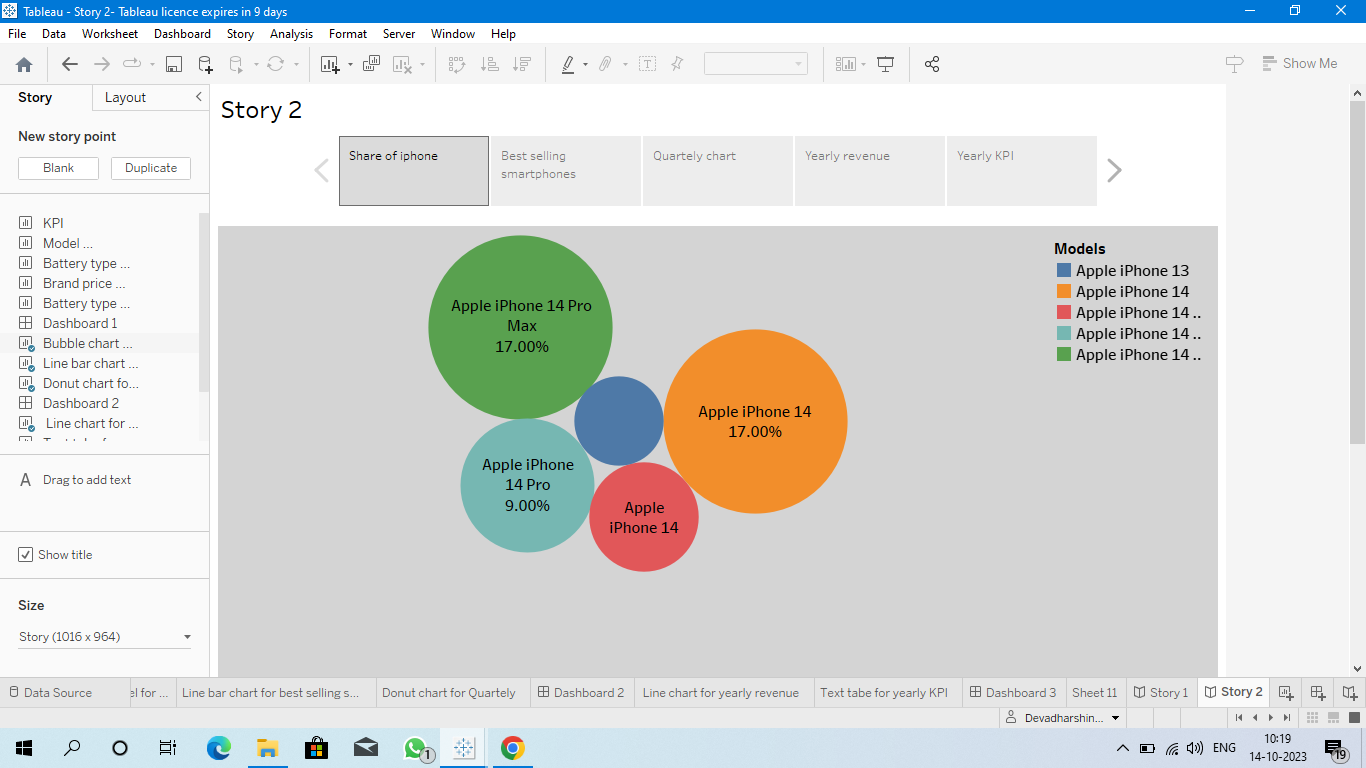 Tableau - Story 2- Tableau licence expires in 9 days
File Data Worksheet Dashboard Story Analysis Format Server Window Help
Show Me
Story Layout
New story point
Blank Duplicate
KPI
Model ...
Battery type ...
Brand price ...
Battery type ...
Dashboard 1
Bubble chart ...
Line bar chart ...
Donut chart fo...
Dashboard 2
Line chart for ...
A Drag to add text
Show title
Size
Story (1016 x 964)
Story 2
Share of iphone
Best selling
smartphones
Quartely chart
Yearly revenue
Yearly KPI
Apple iPhone 14 Pro
Max
17.00%
Apple iPhone 14
17.00%
Apple iPhone
14 Pro
9.00%
Apple
iPhone 14
Models
Apple iPhone 13
Apple iPhone 14
Apple iPhone 14 ..
Apple iPhone 14 ..
Apple iPhone 14 ..
Data Source el for ... Line bar chart for best selling s... Donut chart for Quartely Dashboard 2 Line chart for yearly revenue Text tabe for yearly KPI Dashboard 3 Sheet 11 Story 1 Story 2
Devadharshin...
1
ENG
10:19
14-10-2023
19